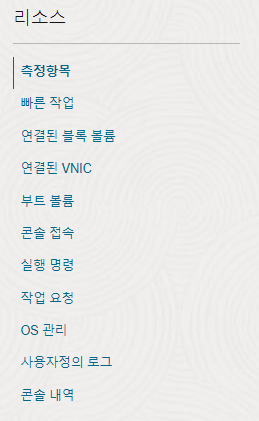 리소스
측정항목
빠른 작업
연결된 블록 볼륨
연결된 VNIC
부트 볼륨
콘솔 접속
실행 명령
작업 요청
OS 관리
사용자정의 로그
콘솔 내역